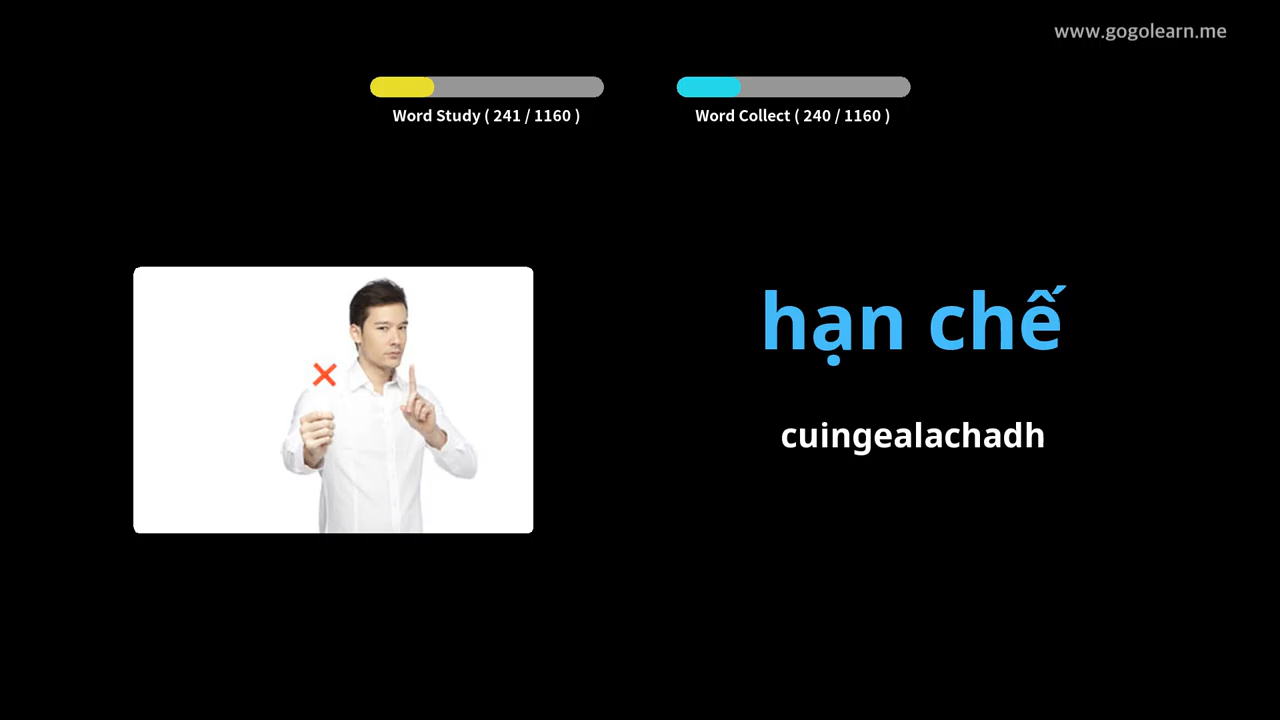 www.gogolearn.me
Word Study ( 241 / 1160 )
Word Collect ( 240 / 1160 )
hạn chế
cuingealachadh